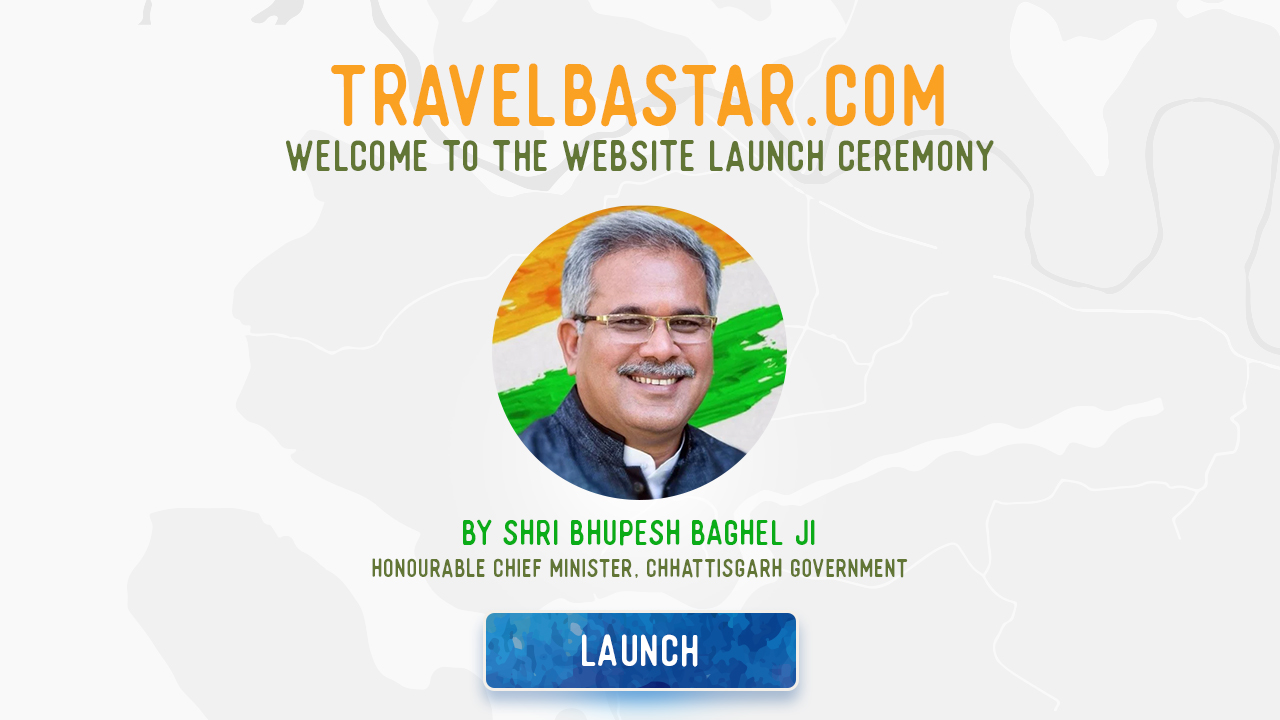 TRAVELBASTAR.COM
WELCOME TO THE WEBSITE LAUNCH CEREMONY
BY SHRI BHUPESH BAGHEL JI
HONOURABLE CHIEF MINISTER, CHHATTISGARH GOVERNMENT
LAUNCH